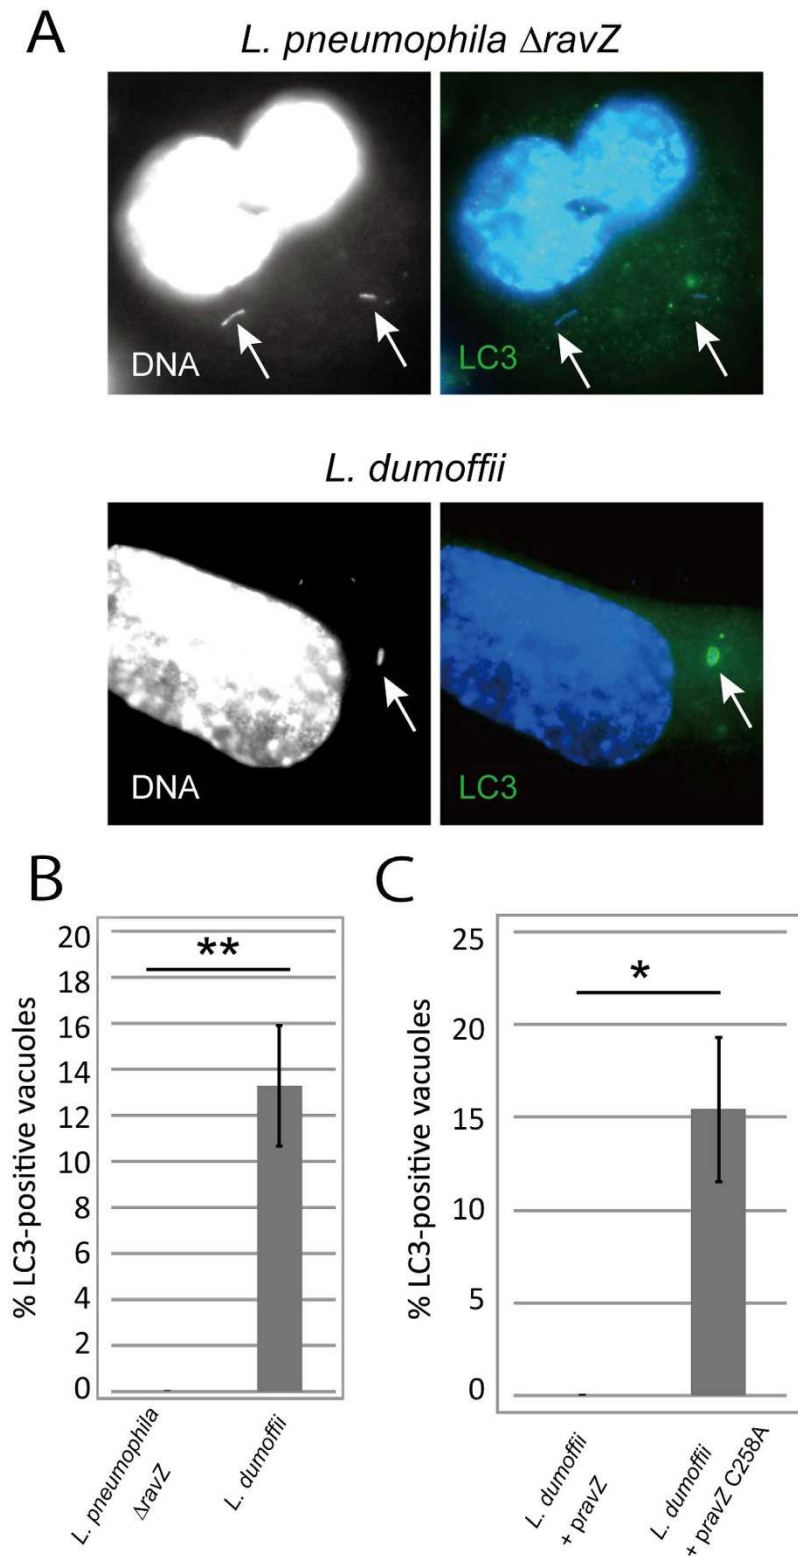 A
L. pneumophila ΔravZ
DNA
LC3
L. dumoffii
DNA
LC3
B
% LC3-positive vacuoles
20
18
16
14
12
10
8
6
4
2
0
**
L. pneumophila
ΔravZ
L. dumoffii
C
% LC3-positive vacuoles
25
20
15
10
5
0
*
L. dumoffii
+ pravZ
L. dumoffii
+ pravZ C258A